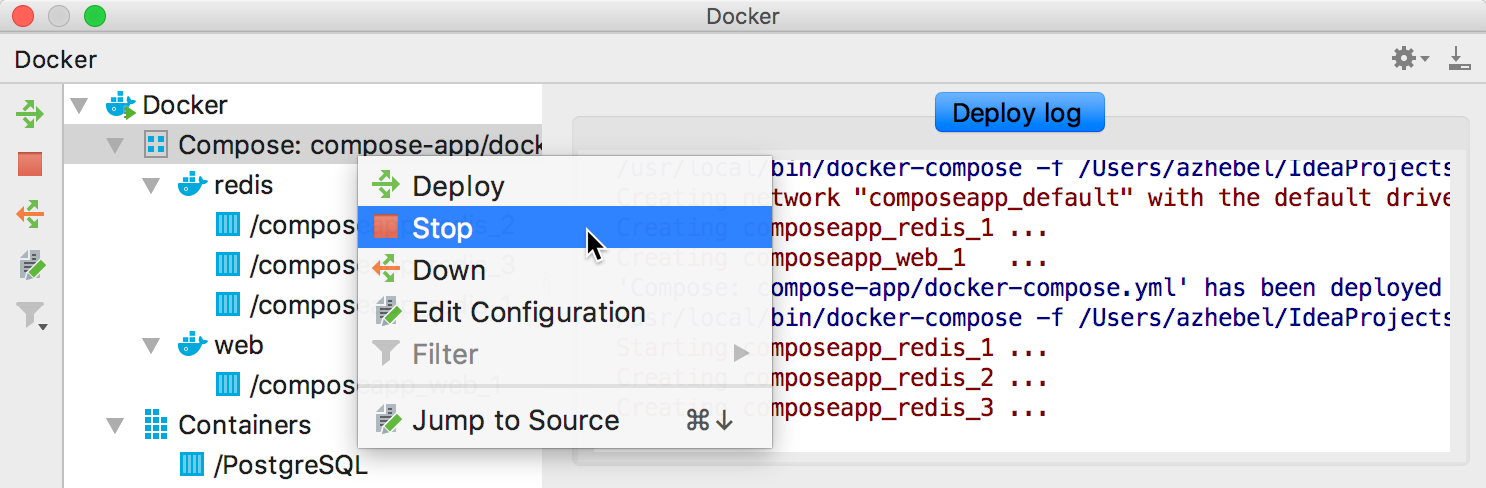 Docker
Docker
Docker
Compose: compose-app/dock
redis
/composeapp_redis_2
/composeapp_redis_3
/compose
web
/composeapp_web_1
Containers
/PostgreSQL
Deploy
Stop
Down
Edit Configuration
Filter
Jump to Source ⌘↓
Deploy log
/usr/local/bin/docker-compose -f /Users/azhebel/IdeaProjects
Creating network "composeapp_default" with the default drive
Creating composeapp_redis_1 ...
Creating composeapp_web_1 ...
'Compose: compose-app/docker-compose.yml' has been deployed
/usr/local/bin/docker-compose -f /Users/azhebel/IdeaProjects
Starting composeapp_redis_1 ...
Creating composeapp_redis_2 ...
Creating composeapp_redis_3 ...